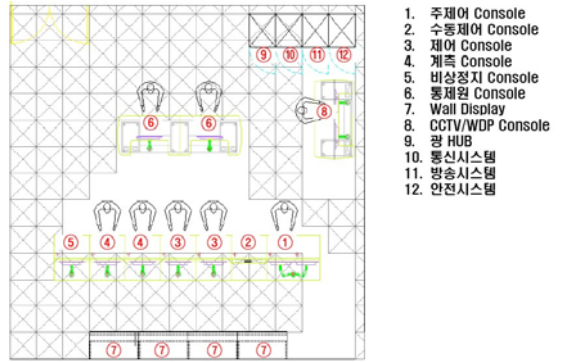 1. 주제어 Console
2. 수동제어 Console
3. 제어 Console
4. 계측 Console
5. 비상정지 Console
6. 통제원 Console
7. Wall Display
8. CCTV/WDP Console
9. 광 HUB
10. 통신시스템
11. 방송시스템
12. 안전시스템
⑨ ⑩ ⑪ ⑫
⑥ ⑥ ⑧
⑤ ④ ④ ③ ③ ② ①
⑦ ⑦ ⑦ ⑦